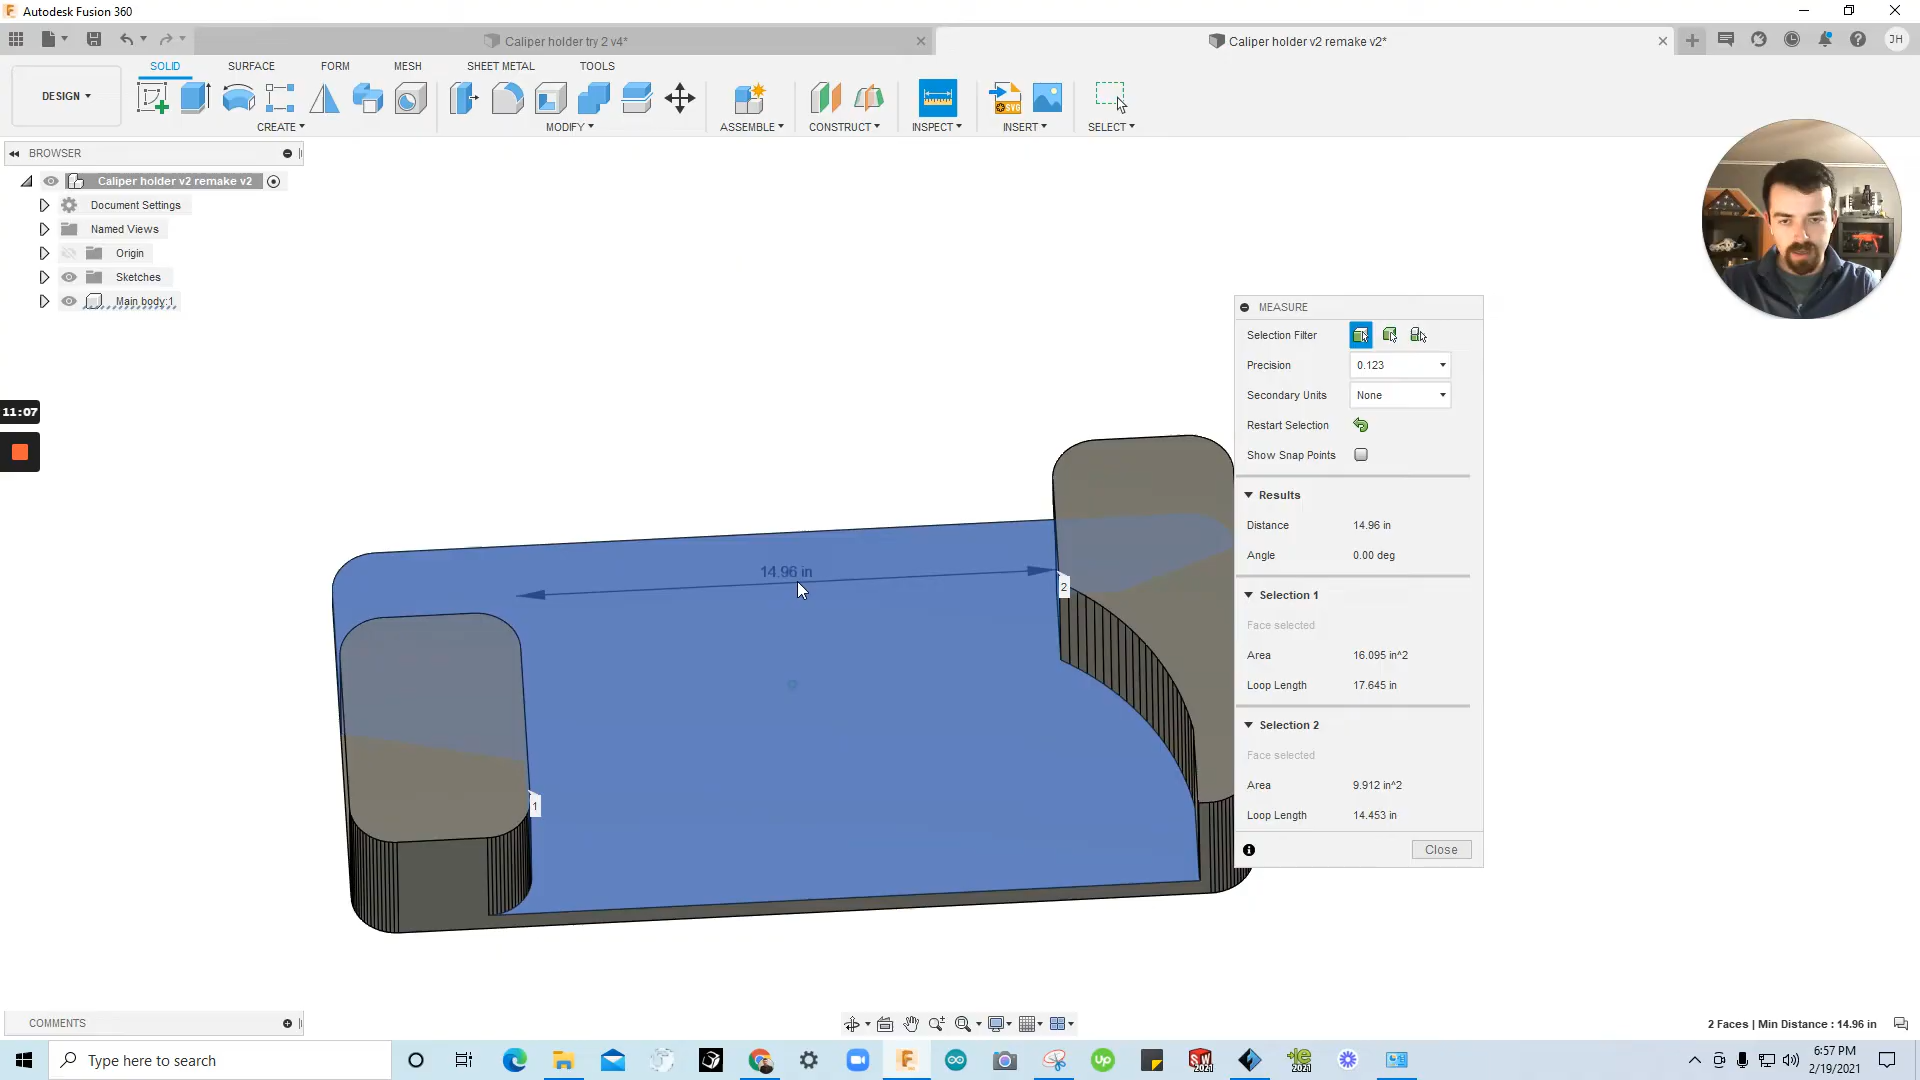 Autodesk Fusion 360
Caliper holder try 2 v4*
Caliper holder v2 remake v2*
JH
DESIGN
SOLID
SURFACE
FORM
MESH
SHEET METAL
TOOLS
CREATE
MODIFY
ASSEMBLE
CONSTRUCT
INSPECT
INSERT
SELECT
BROWSER
Caliper holder v2 remake v2
Document Settings
Named Views
Origin
Sketches
Main body:1
11:07
14.96 in
1
2
MEASURE
Selection Filter
Precision 0.123
Secondary Units None
Restart Selection
Show Snap Points
Results
Distance 14.96 in
Angle 0.00 deg
Selection 1
Face selected
Area 16.095 in^2
Loop Length 17.645 in
Selection 2
Face selected
Area 9.912 in^2
Loop Length 14.453 in
Close
COMMENTS
2 Faces | Min Distance : 14.96 in
Type here to search
6:57 PM
2/19/2021